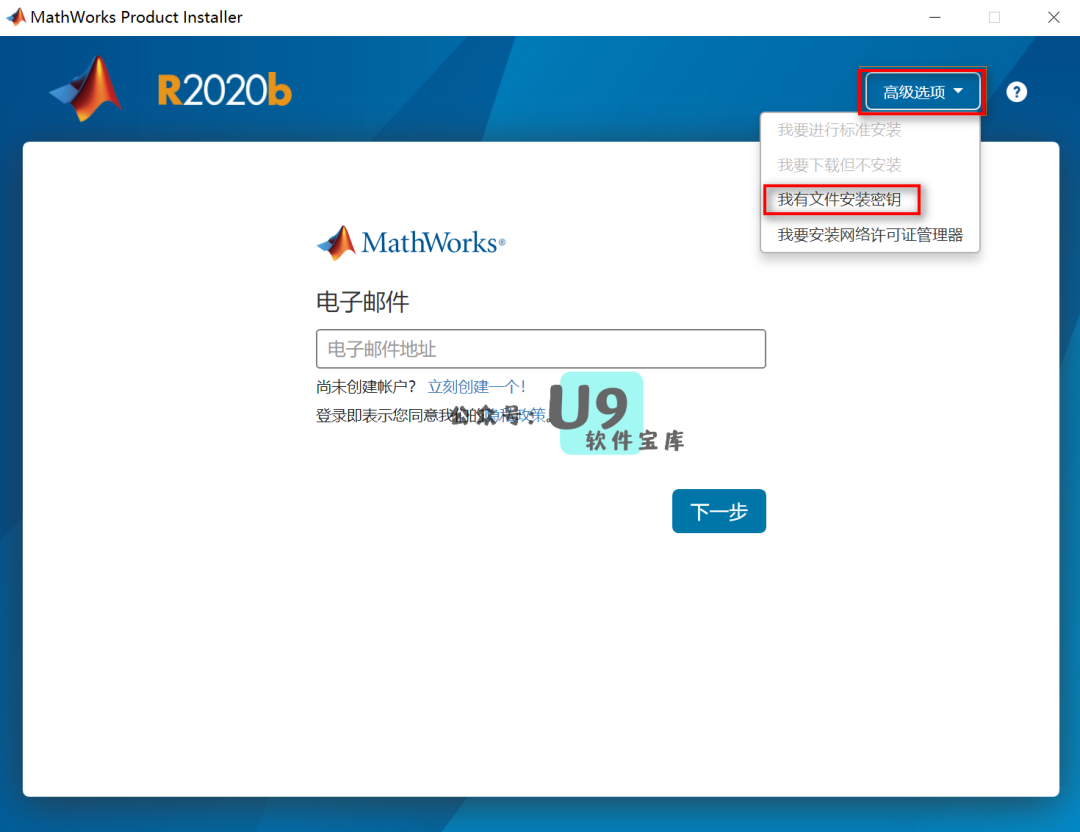 MathWorks Product Installer
R2020b
高级选项
?
我要进行标准安装
我要下载但不安装
我有文件安装密钥
我要安装网络许可证管理器
MathWorks®
电子邮件
电子邮件地址
尚未创建帐户? 立刻创建一个!
登录即表示您同意我们的隐私政策。
公众号:U9
软件宝库
下一步